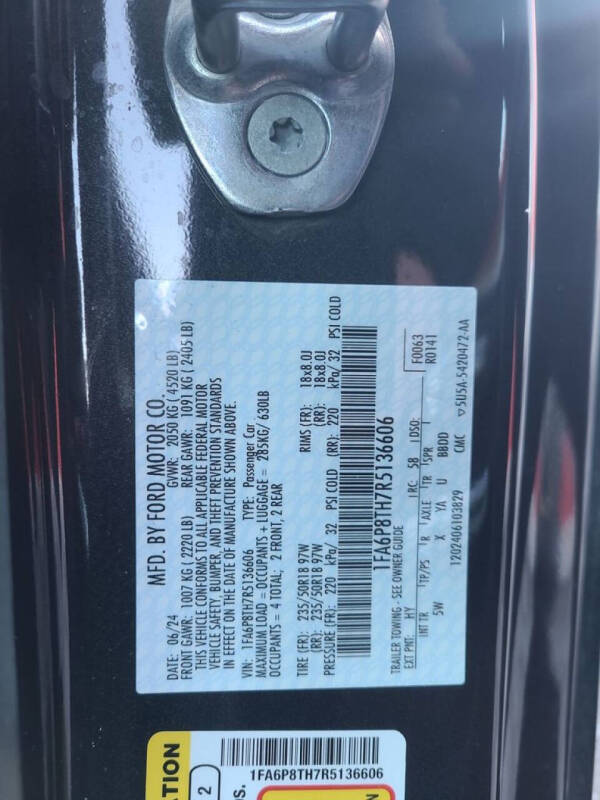 MFD. BY FORD MOTOR CO.
DATE: 06/24 GVWR: 2050 KG (4520 LB)
FRONT GAWR: 1007 KG (2220 LB) REAR GAWR: 1091 KG (2405 LB)
THIS VEHICLE CONFORMS TO ALL APPLICABLE FEDERAL MOTOR
VEHICLE SAFETY, BUMPER, AND THEFT PREVENTION STANDARDS
IN EFFECT ON THE DATE OF MANUFACTURE SHOWN ABOVE.
VIN: 1FA6P8TH7R5136606 TYPE: Passenger Car
MAXIMUM LOAD = OCCUPANTS + LUGGAGE = 285KG/ 630LB
OCCUPANTS = 4 TOTAL; 2 FRONT, 2 REAR
TIRE (FR): 235/50R18 97W RIMS (FR): 18x8.0J
(RR): 235/50R18 97W (RR): 18x8.0J
PRESSURE (FR): 220 kPa/ 32 PSI COLD (RR): 220 kPa/ 32 PSI COLD
1FA6P8TH7R5136606
TRAILER TOWING - SEE OWNER GUIDE F0063
EXT PNT: HY RC: 58 DSO: R0141
INT TR TP/PS R AXLE TR SPR
5W X YA U BBDD
1202406103829 CMC ▽5U5A-5420472-AA
2
1FA6P8TH7R5136606